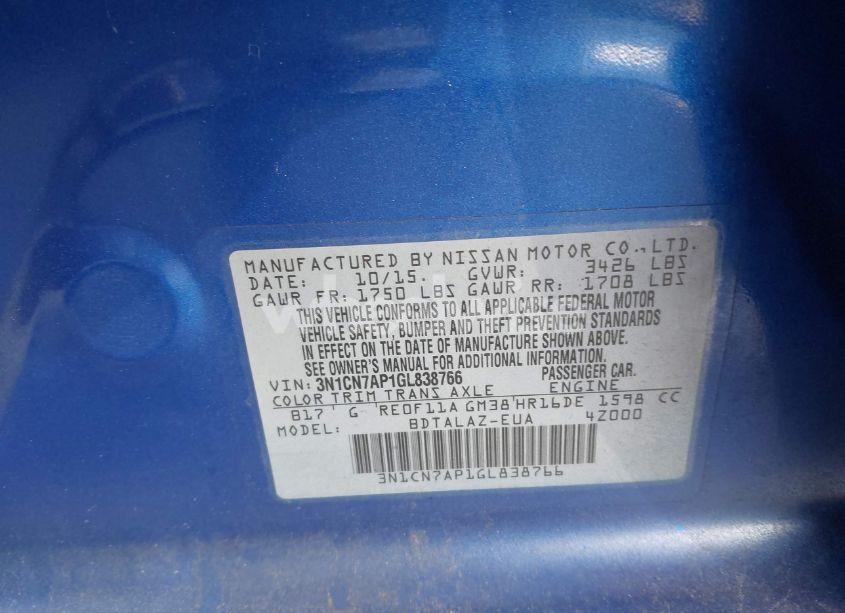 MANUFACTURED BY NISSAN MOTOR CO.,LTD.
DATE: 10/15. GVWR: 3426 LBS
GAWR FR: 1750 LBS GAWR RR: 1708 LBS
THIS VEHICLE CONFORMS TO ALL APPLICABLE FEDERAL MOTOR
VEHICLE SAFETY, BUMPER AND THEFT PREVENTION STANDARDS
IN EFFECT ON THE DATE OF MANUFACTURE SHOWN ABOVE.
SEE OWNER'S MANUAL FOR ADDITIONAL INFORMATION.
VIN: 3N1CN7AP1GL838766 PASSENGER CAR.
COLOR TRIM TRANS AXLE ENGINE
B17 G RE0F11A GM38 HR16DE 1598 CC
MODEL: BDTALAZ-EUA 4Z000
3N1CN7AP1GL838766